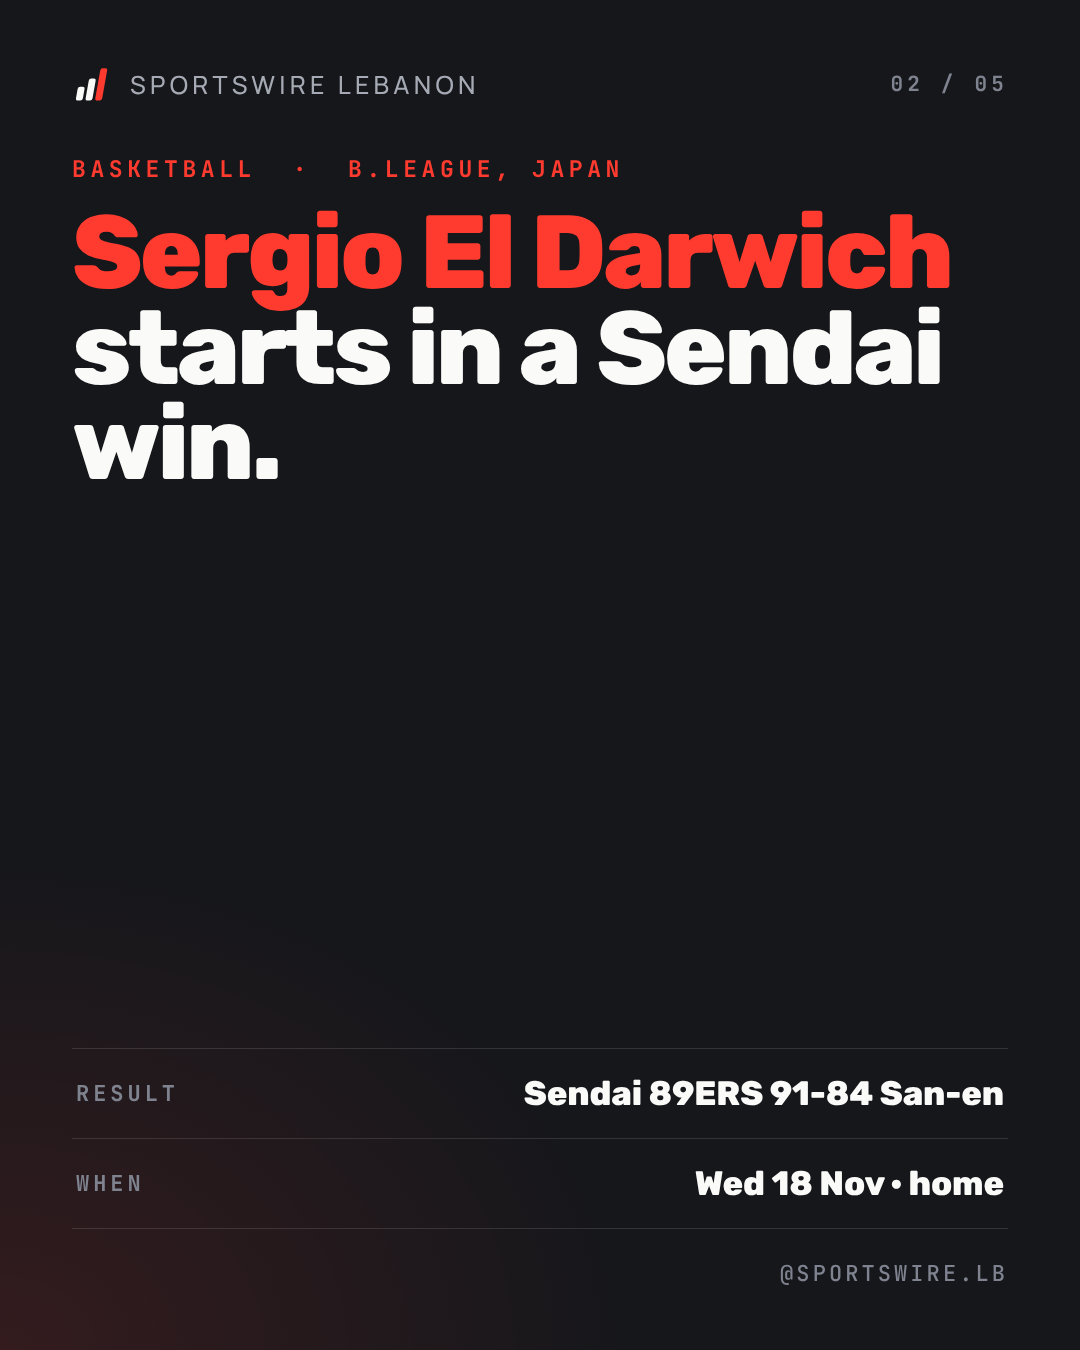 SPORTSWIRE LEBANON
02 / 05
BASKETBALL · B.LEAGUE, JAPAN
Sergio El Darwich
starts in a Sendai
win.
RESULT
Sendai 89ERS 91-84 San-en
WHEN
Wed 18 Nov • home
@SPORTSWIRE.LB